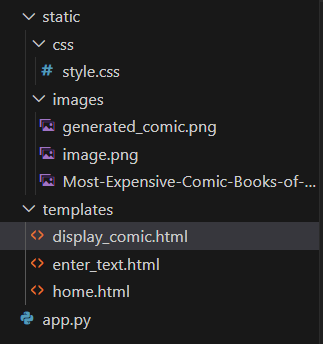 static
css
# style.css
images
generated_comic.png
image.png
Most-Expensive-Comic-Books-of-...
templates
<> display_comic.html
<> enter_text.html
<> home.html
app.py